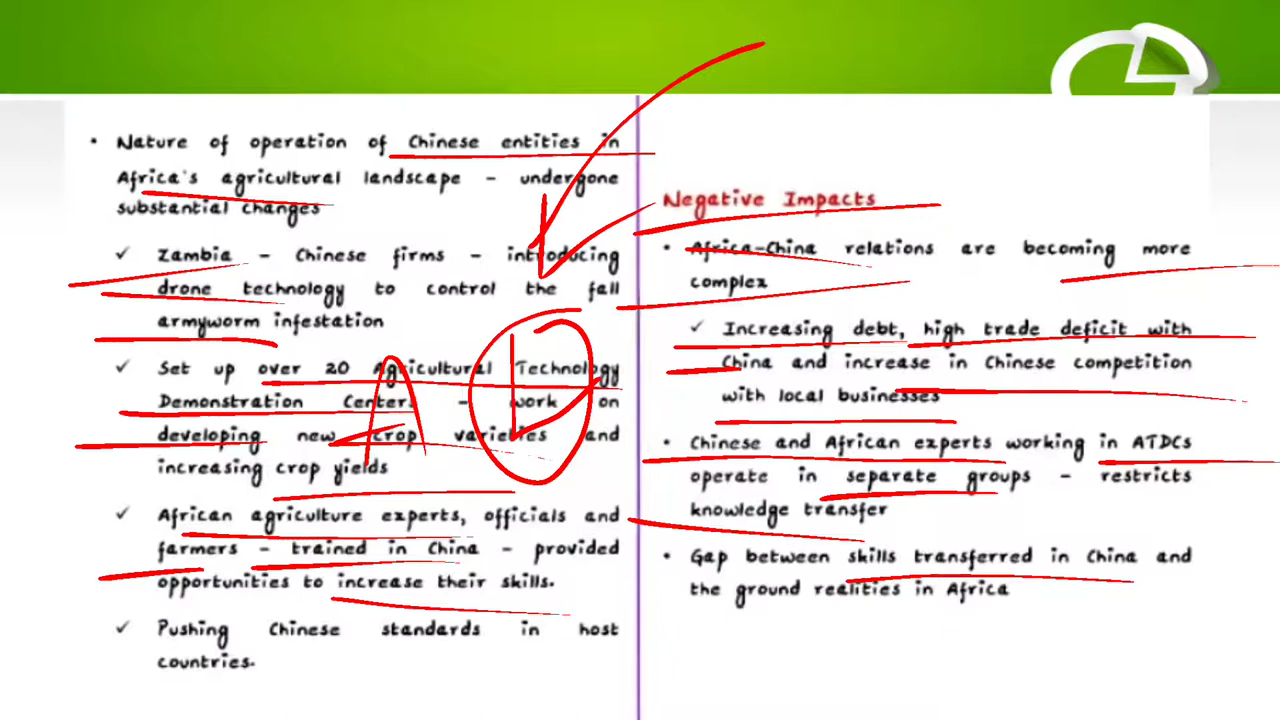 • Nature of operation of Chinese entities in
Africa's agricultural landscape - undergone
substantial changes
✓ Zambia - Chinese firms - introducing
drone technology to control the fall
armyworm infestation
✓ Set up over 20 Agricultural Technology
Demonstration Centers - work on
developing new crop varieties and
increasing crop yields
✓ African agriculture experts, officials and
farmers - trained in China - provided
opportunities to increase their skills.
✓ Pushing Chinese standards in host
countries.
Negative Impacts
• Africa-China relations are becoming more
complex
✓ Increasing debt, high trade deficit with
China and increase in Chinese competition
with local businesses
• Chinese and African experts working in ATDCs
operate in separate groups - restricts
knowledge transfer
• Gap between skills transferred in China and
the ground realities in Africa
A
D